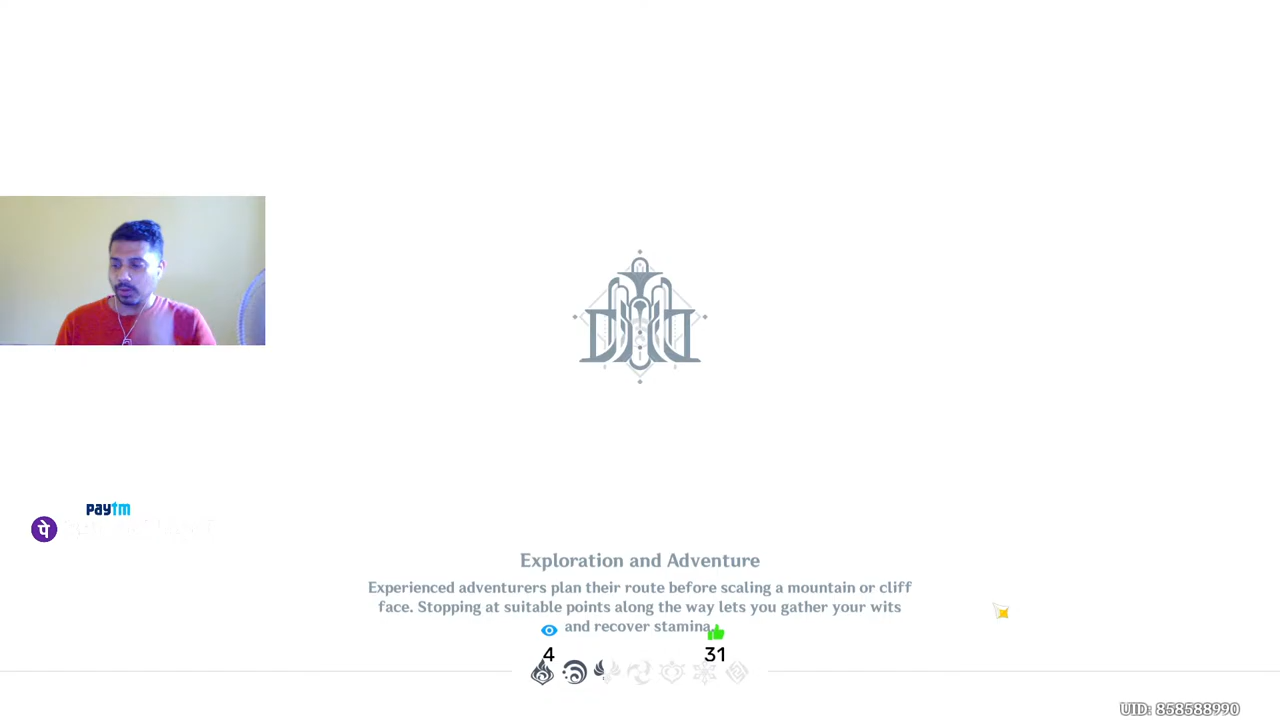 paytm
पे
Exploration and Adventure
Experienced adventurers plan their route before scaling a mountain or cliff
face. Stopping at suitable points along the way lets you gather your wits
and recover stamina.
4
31
UID: 858588990